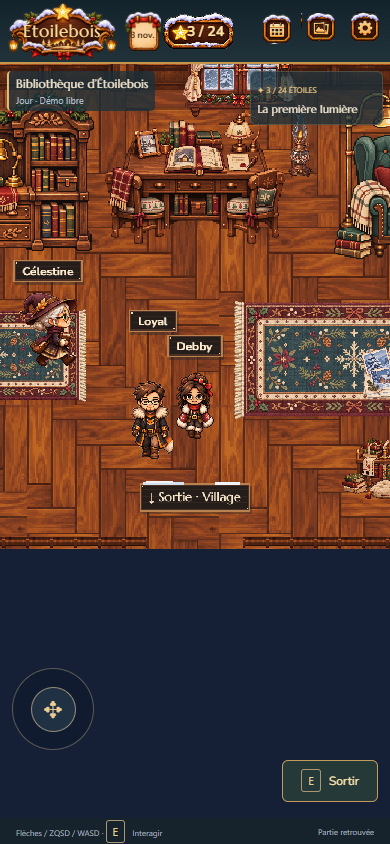 Étoilebois
3 nov.
3 / 24
Bibliothèque d'Étoilebois
Jour · Démo libre
✦ 3 / 24 ÉTOILES
La première lumière
Célestine
Loyal
Debby
↓ Sortie · Village
E Sortir
Flèches / ZQSD / WASD · E Interagir
Partie retrouvée